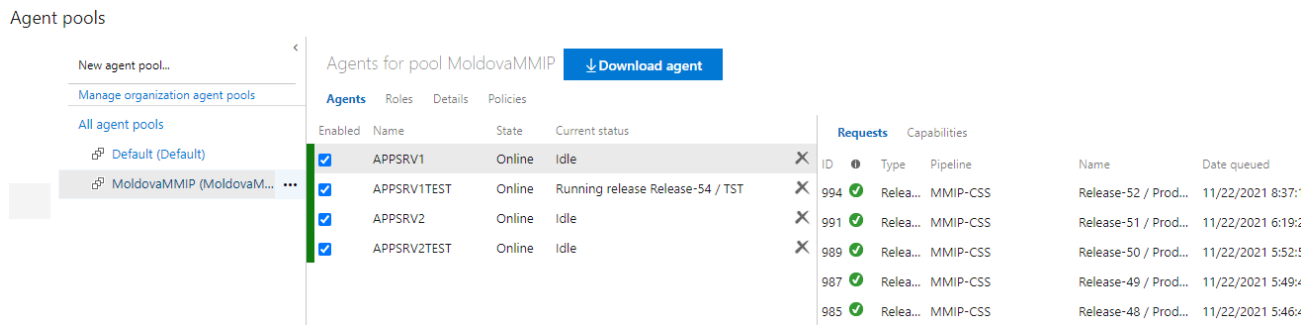 Agent pools
New agent pool...
Manage organization agent pools
All agent pools
Default (Default)
MoldovaMMIP (MoldovaM... ...
Agents for pool MoldovaMMIP Download agent
Agents Roles Details Policies
Enabled Name State Current status
APPSRV1 Online Idle
APPSRV1TEST Online Running release Release-54 / TST
APPSRV2 Online Idle
APPSRV2TEST Online Idle
Requests Capabilities
ID Type Pipeline Name Date queued
994 Relea... MMIP-CSS Release-52 / Prod... 11/22/2021 8:37:1
991 Relea... MMIP-CSS Release-51 / Prod... 11/22/2021 6:19:2
989 Relea... MMIP-CSS Release-50 / Prod... 11/22/2021 5:52:5
987 Relea... MMIP-CSS Release-49 / Prod... 11/22/2021 5:49:4
985 Relea... MMIP-CSS Release-48 / Prod... 11/22/2021 5:46:4